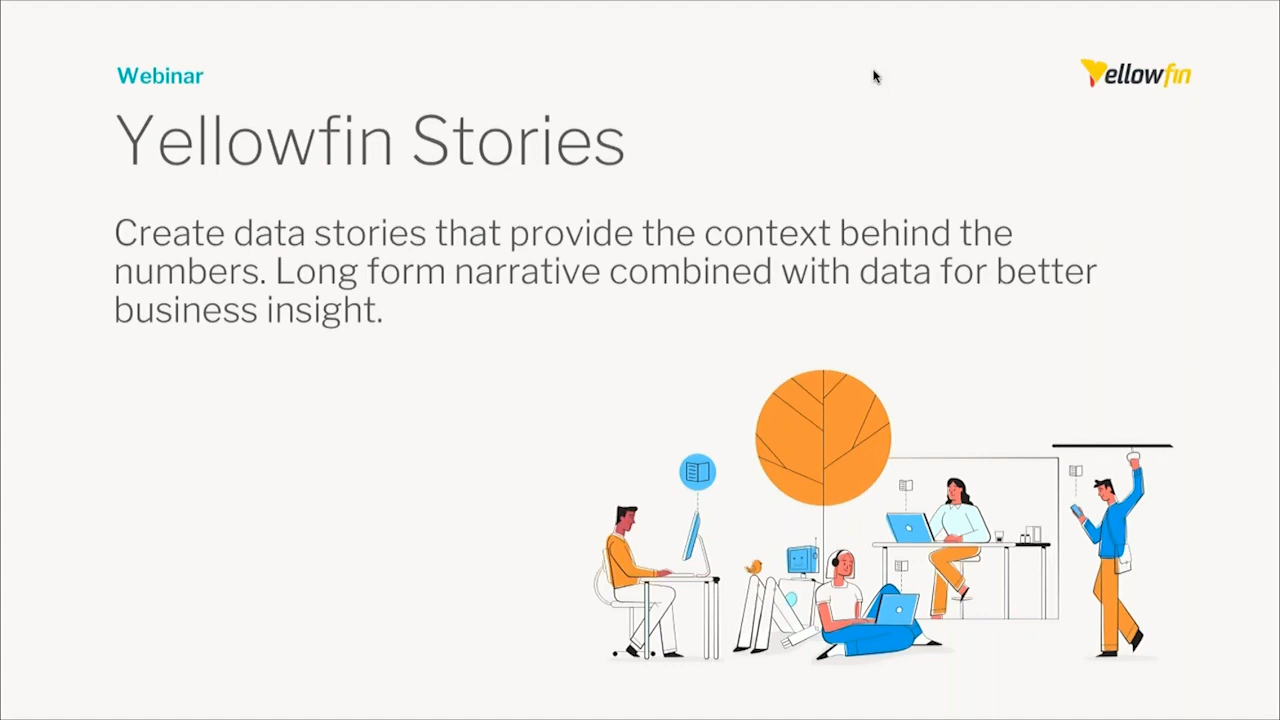 Webinar
Yellowfin
Yellowfin Stories
Create data stories that provide the context behind the
numbers. Long form narrative combined with data for better
business insight.